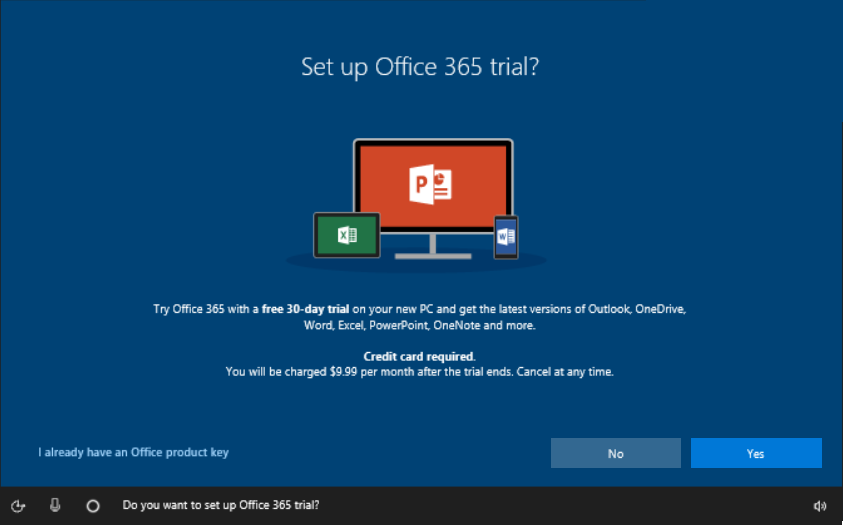 Set up Office 365 trial?
P
X
W
Try Office 365 with a free 30-day trial on your new PC and get the latest versions of Outlook, OneDrive,
Word, Excel, PowerPoint, OneNote and more.
Credit card required.
You will be charged $9.99 per month after the trial ends. Cancel at any time.
I already have an Office product key
No
Yes
Do you want to set up Office 365 trial?